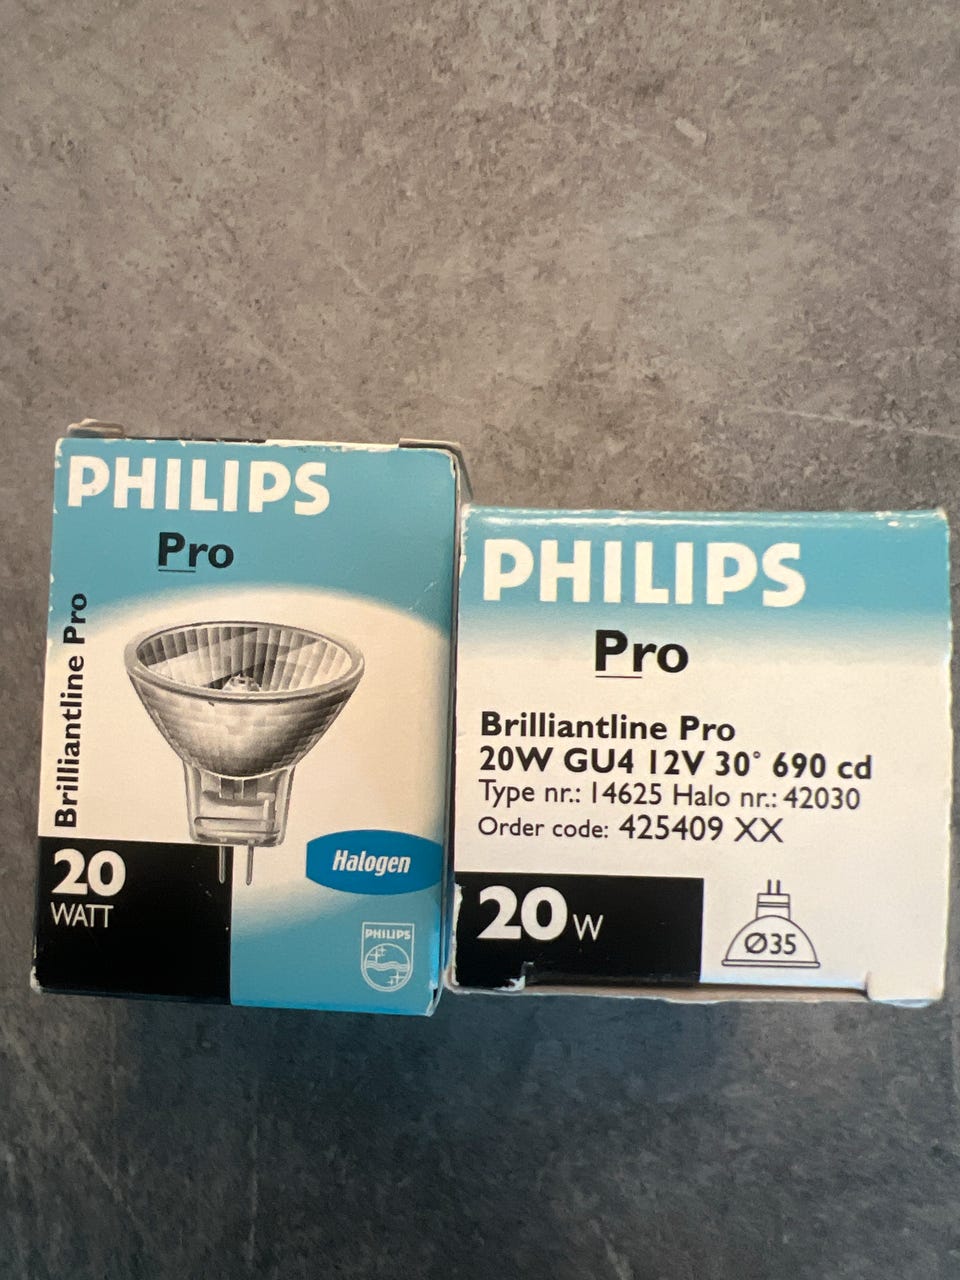 PHILIPS
Pro
Brilliantline Pro
20
WATT
Halogen
PHILIPS
PHILIPS
Pro
Brilliantline Pro
20W GU4 12V 30° 690 cd
Type nr.: 14625 Halo nr.: 42030
Order code: 425409 XX
20W
Ø35